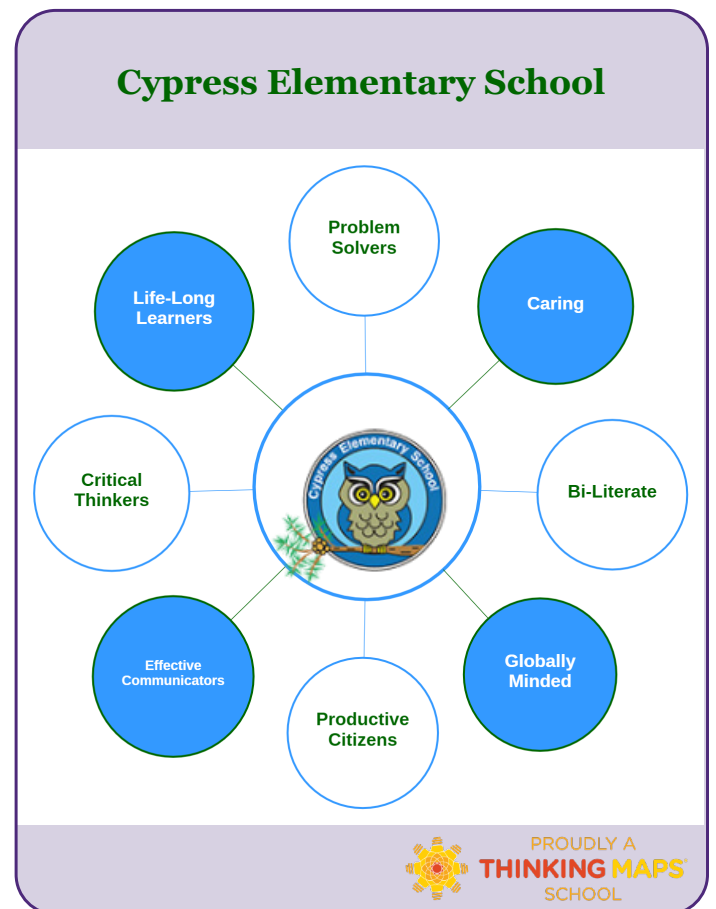 Cypress Elementary School
Problem
Solvers
Life-Long
Learners
Caring
Critical
Thinkers
Cypress Elementary School
Bi-Literate
Effective
Communicators
Globally
Minded
Productive
Citizens
PROUDLY A
THINKING MAPS®
SCHOOL